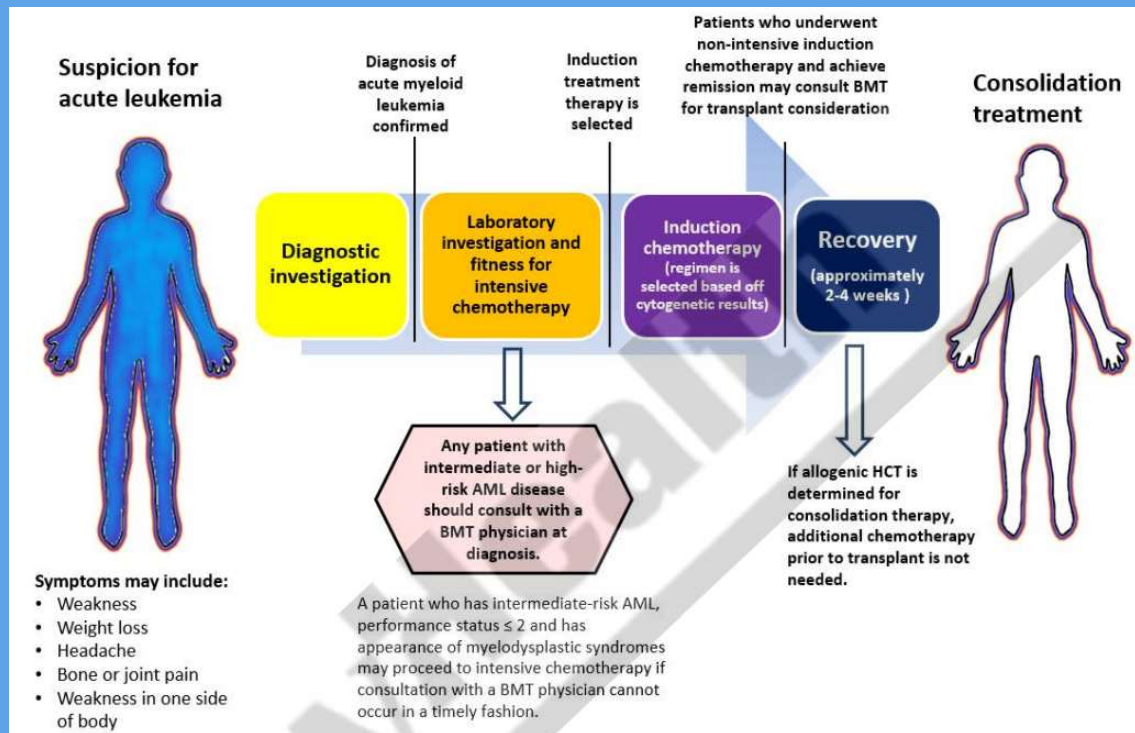 Suspicion for
acute leukemia
Diagnosis of
acute myeloid
leukemia
confirmed
Induction
treatment
therapy is
selected
Patients who underwent
non-intensive induction
chemotherapy and achieve
remission may consult BMT
for transplant consideration
Consolidation
treatment
Diagnostic
investigation
Laboratory
investigation and
fitness for
intensive
chemotherapy
Induction
chemotherapy
(regimen is
selected based off
cytogenetic results)
Recovery
(approximately
2-4 weeks )
Any patient with
intermediate or high-
risk AML disease
should consult with a
BMT physician at
diagnosis.
If allogenic HCT is
determined for
consolidation therapy,
additional chemotherapy
prior to transplant is not
needed.
Symptoms may include:
• Weakness
• Weight loss
• Headache
• Bone or joint pain
• Weakness in one side
of body
A patient who has intermediate-risk AML,
performance status ≤ 2 and has
appearance of myelodysplastic syndromes
may proceed to intensive chemotherapy if
consultation with a BMT physician cannot
occur in a timely fashion.